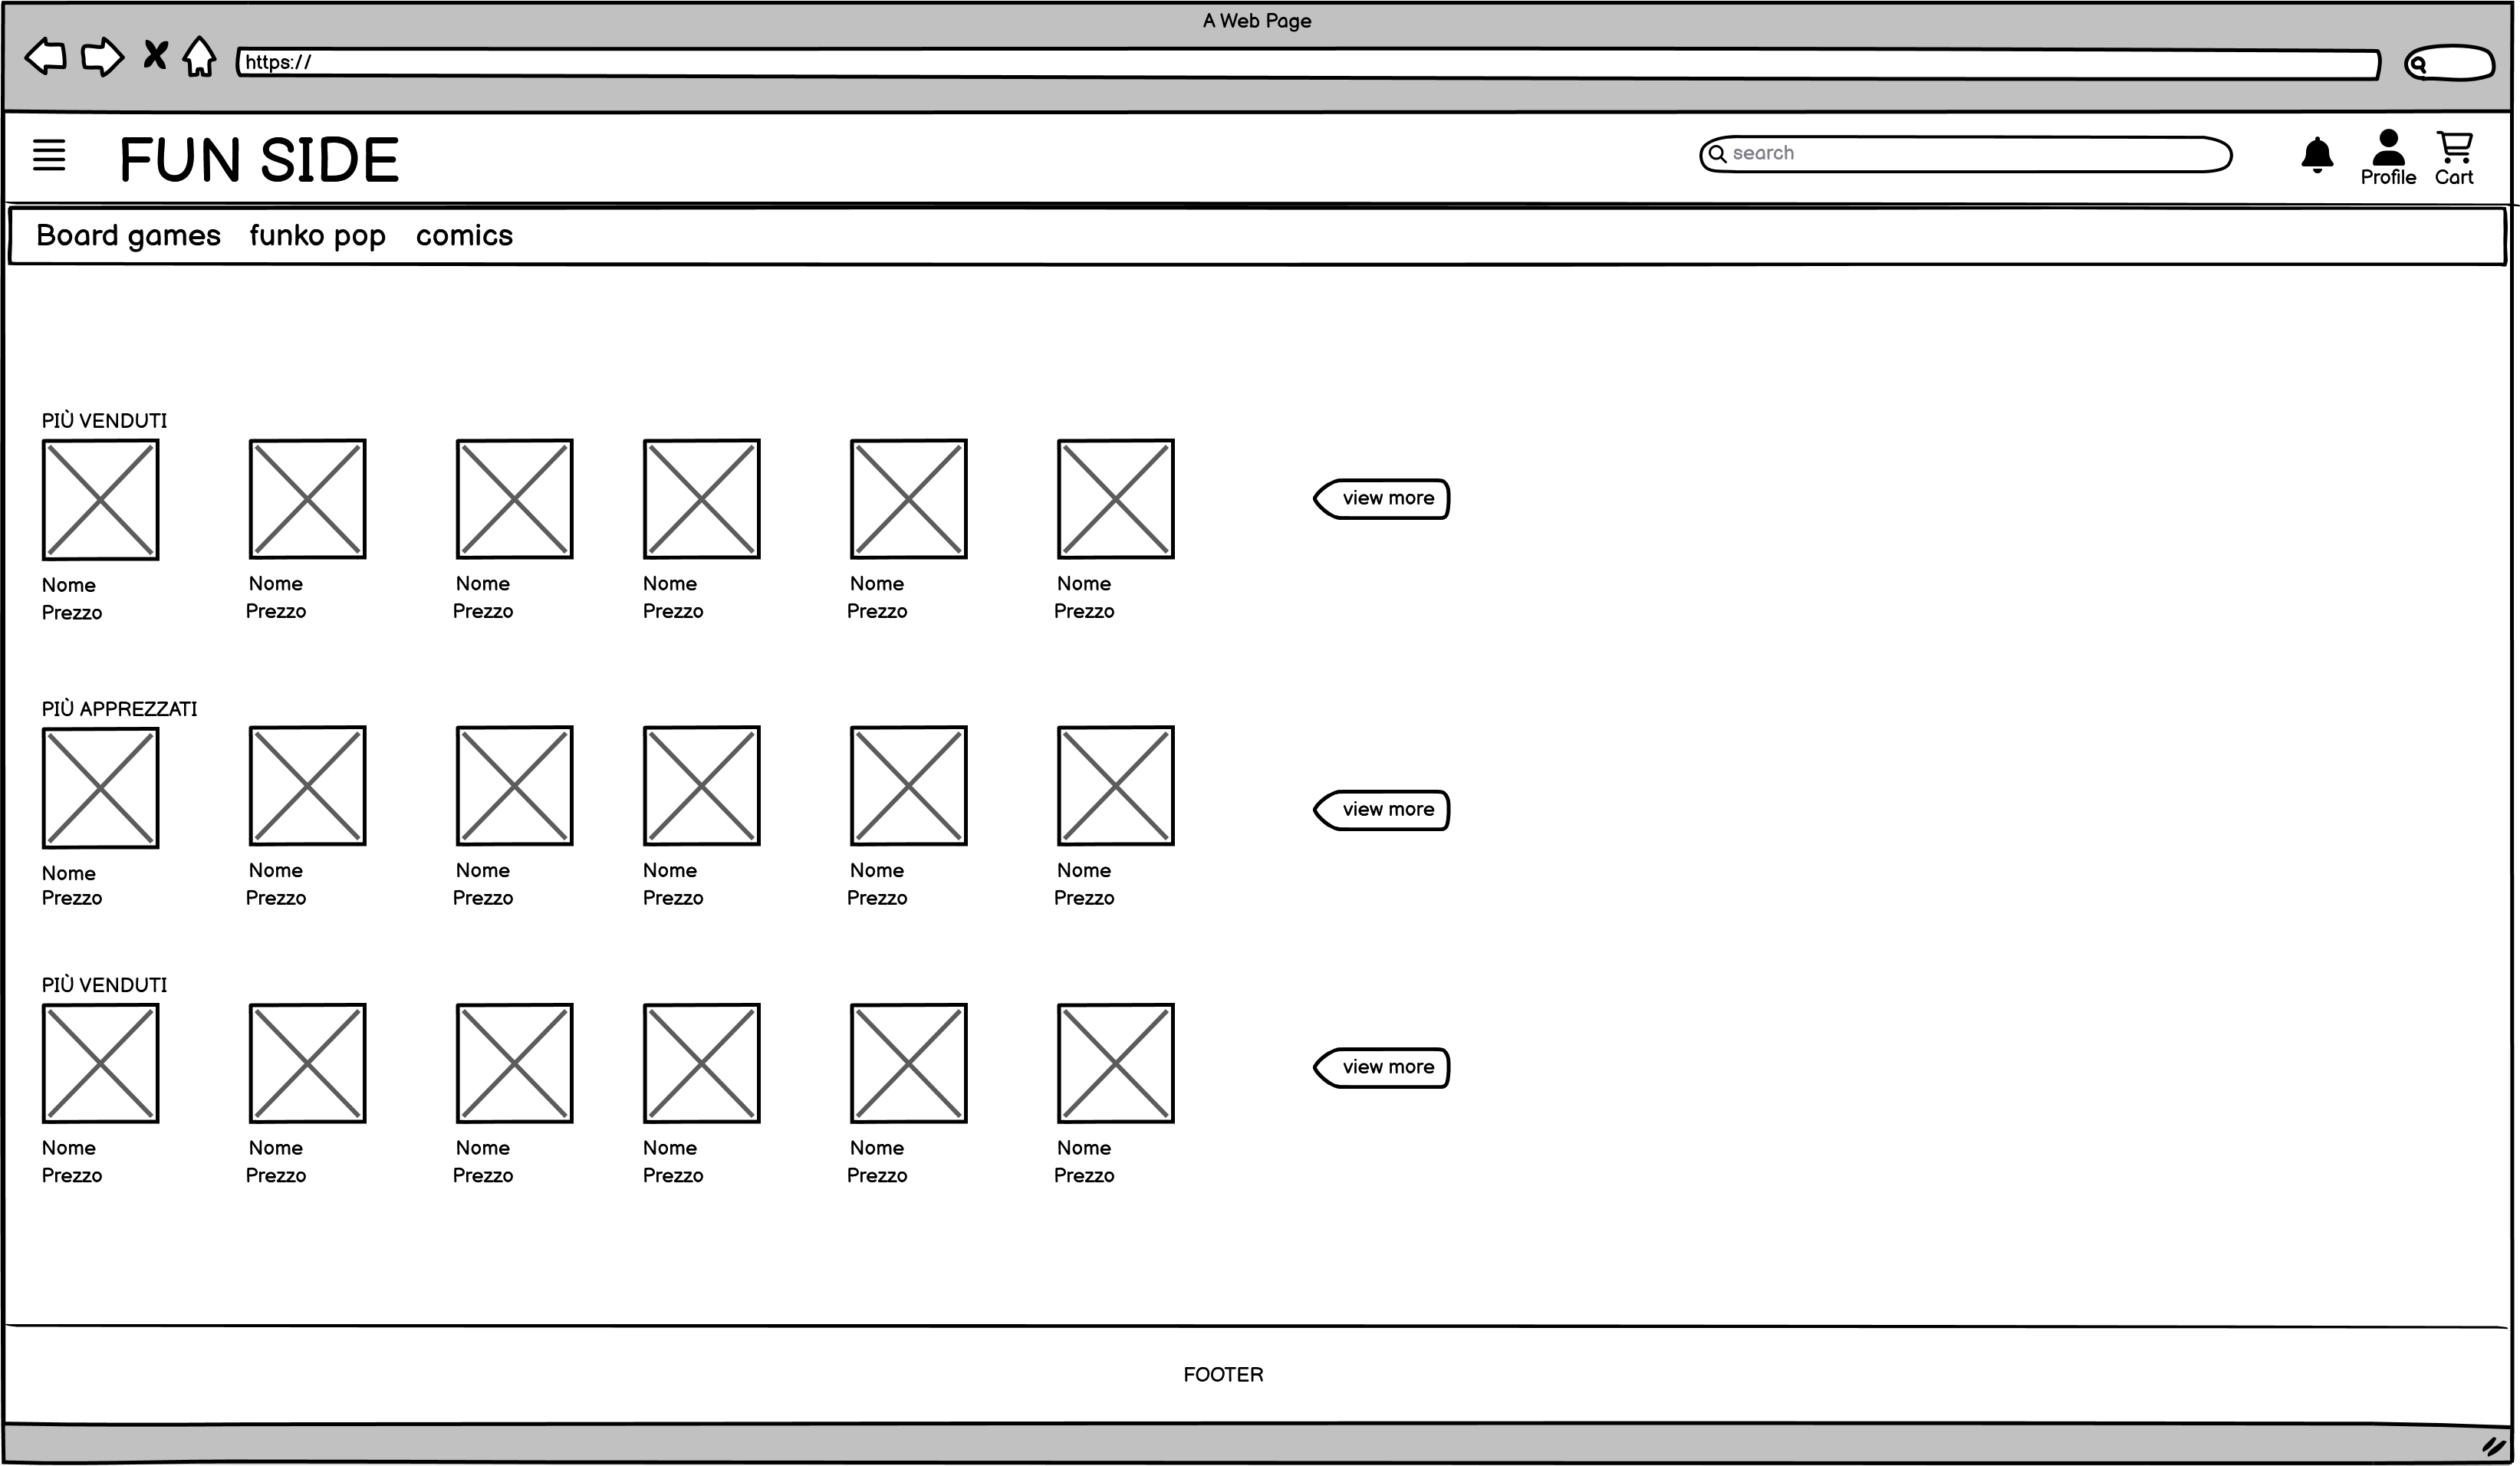 A Web Page
https://
FUN SIDE
search
Profile Cart
Board games funko pop comics
PIÙ VENDUTI
view more
Nome Nome Nome Nome Nome Nome
Prezzo Prezzo Prezzo Prezzo Prezzo Prezzo
PIÙ APPREZZATI
view more
Nome Nome Nome Nome Nome Nome
Prezzo Prezzo Prezzo Prezzo Prezzo Prezzo
PIÙ VENDUTI
view more
Nome Nome Nome Nome Nome Nome
Prezzo Prezzo Prezzo Prezzo Prezzo Prezzo
FOOTER